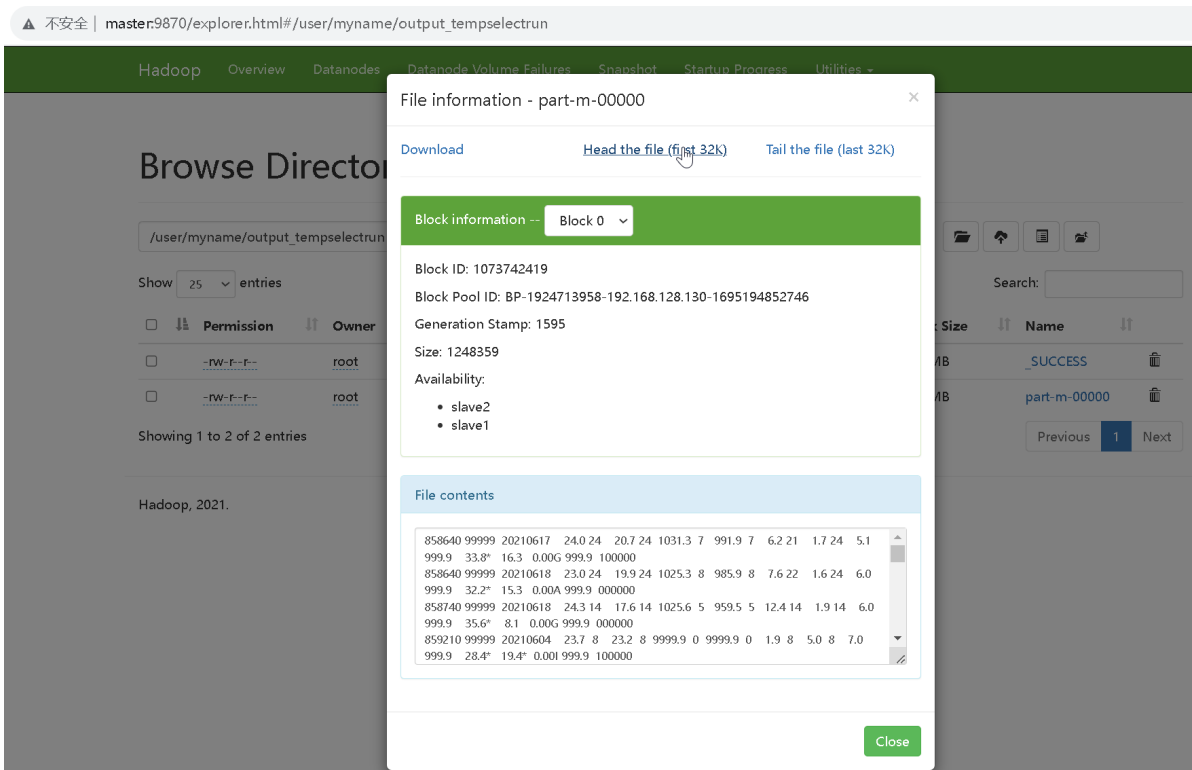 不安全 | master:9870/explorer.html#/user/myname/output_tempselectrun
Hadoop Overview Datanodes Datanode Volume Failures Snapshot Startup Progress Utilities
File information - part-m-00000 ×
Download Head the file (first 32K) Tail the file (last 32K)
Browse Director
Block information -- Block 0
/user/myname/output_tempselectrun
Block ID: 1073742419
Show 25 entries
Search:
Block Pool ID: BP-1924713958-192.168.128.130-1695194852746
Permission Owner Size Name
Generation Stamp: 1595
Size: 1248359
-rw-r--r-- root MB _SUCCESS
Availability:
-rw-r--r-- root MB part-m-00000
slave2
slave1
Showing 1 to 2 of 2 entries
Previous 1 Next
Hadoop, 2021.
File contents
858640 99999 20210617 24.0 24 20.7 24 1031.3 7 991.9 7 6.2 21 1.7 24 5.1
999.9 33.8* 16.3 0.00G 999.9 100000
858640 99999 20210618 23.0 24 19.9 24 1025.3 8 985.9 8 7.6 22 1.6 24 6.0
999.9 32.2* 15.3 0.00A 999.9 000000
858740 99999 20210618 24.3 14 17.6 14 1025.6 5 959.5 5 12.4 14 1.9 14 6.0
999.9 35.6* 8.1 0.00G 999.9 000000
859210 99999 20210604 23.7 8 23.2 8 9999.9 0 9999.9 0 1.9 8 5.0 8 7.0
999.9 28.4* 19.4* 0.00I 999.9 100000
Close